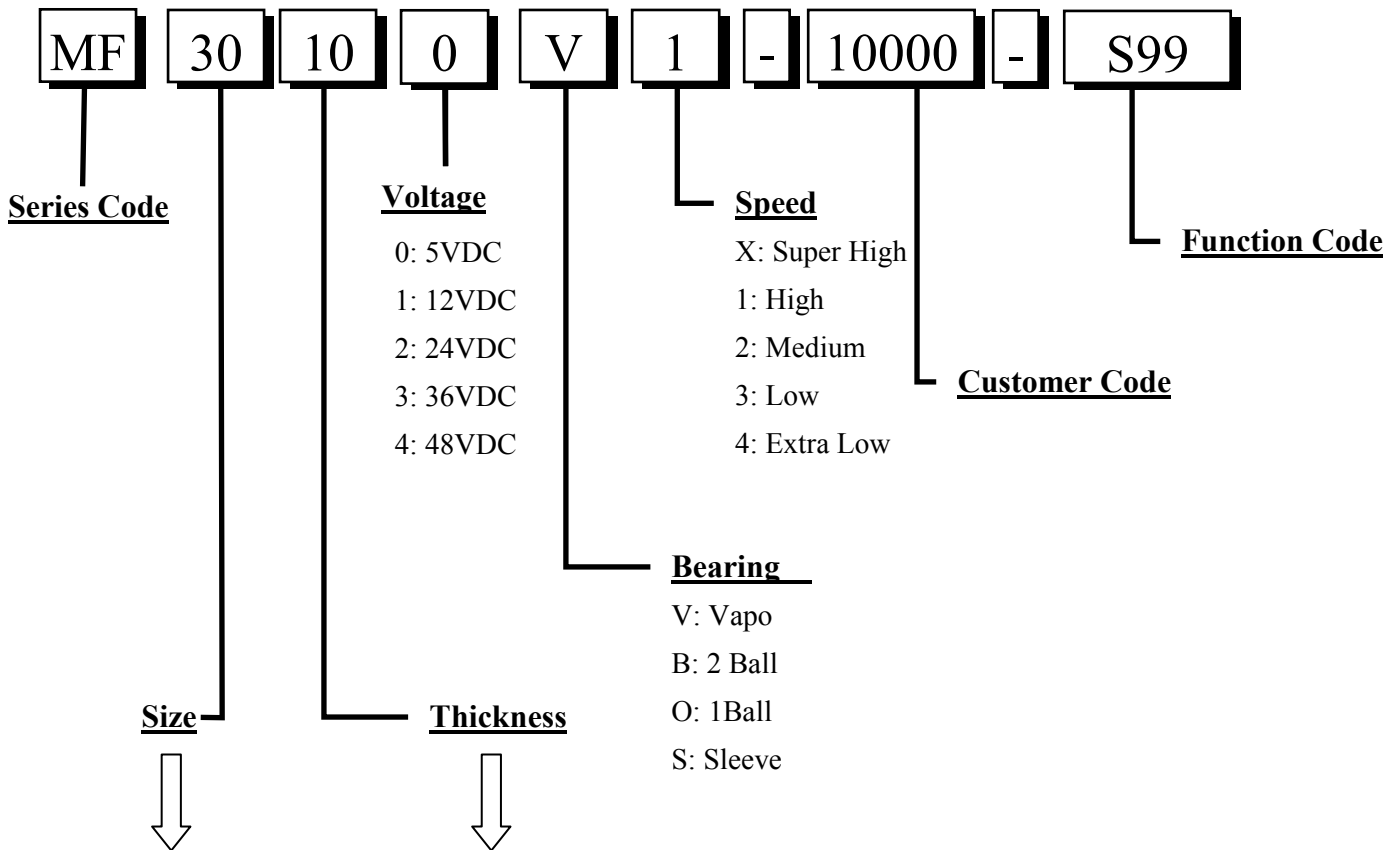 MF 30 10 0 V 1 - 10000 - S99
Series Code
Voltage
0: 5VDC
1: 12VDC
2: 24VDC
3: 36VDC
4: 48VDC
Speed
X: Super High
1: High
2: Medium
3: Low
4: Extra Low
Function Code
Customer Code
Bearing
V: Vapo
B: 2 Ball
O: 1Ball
S: Sleeve
Size
Thickness